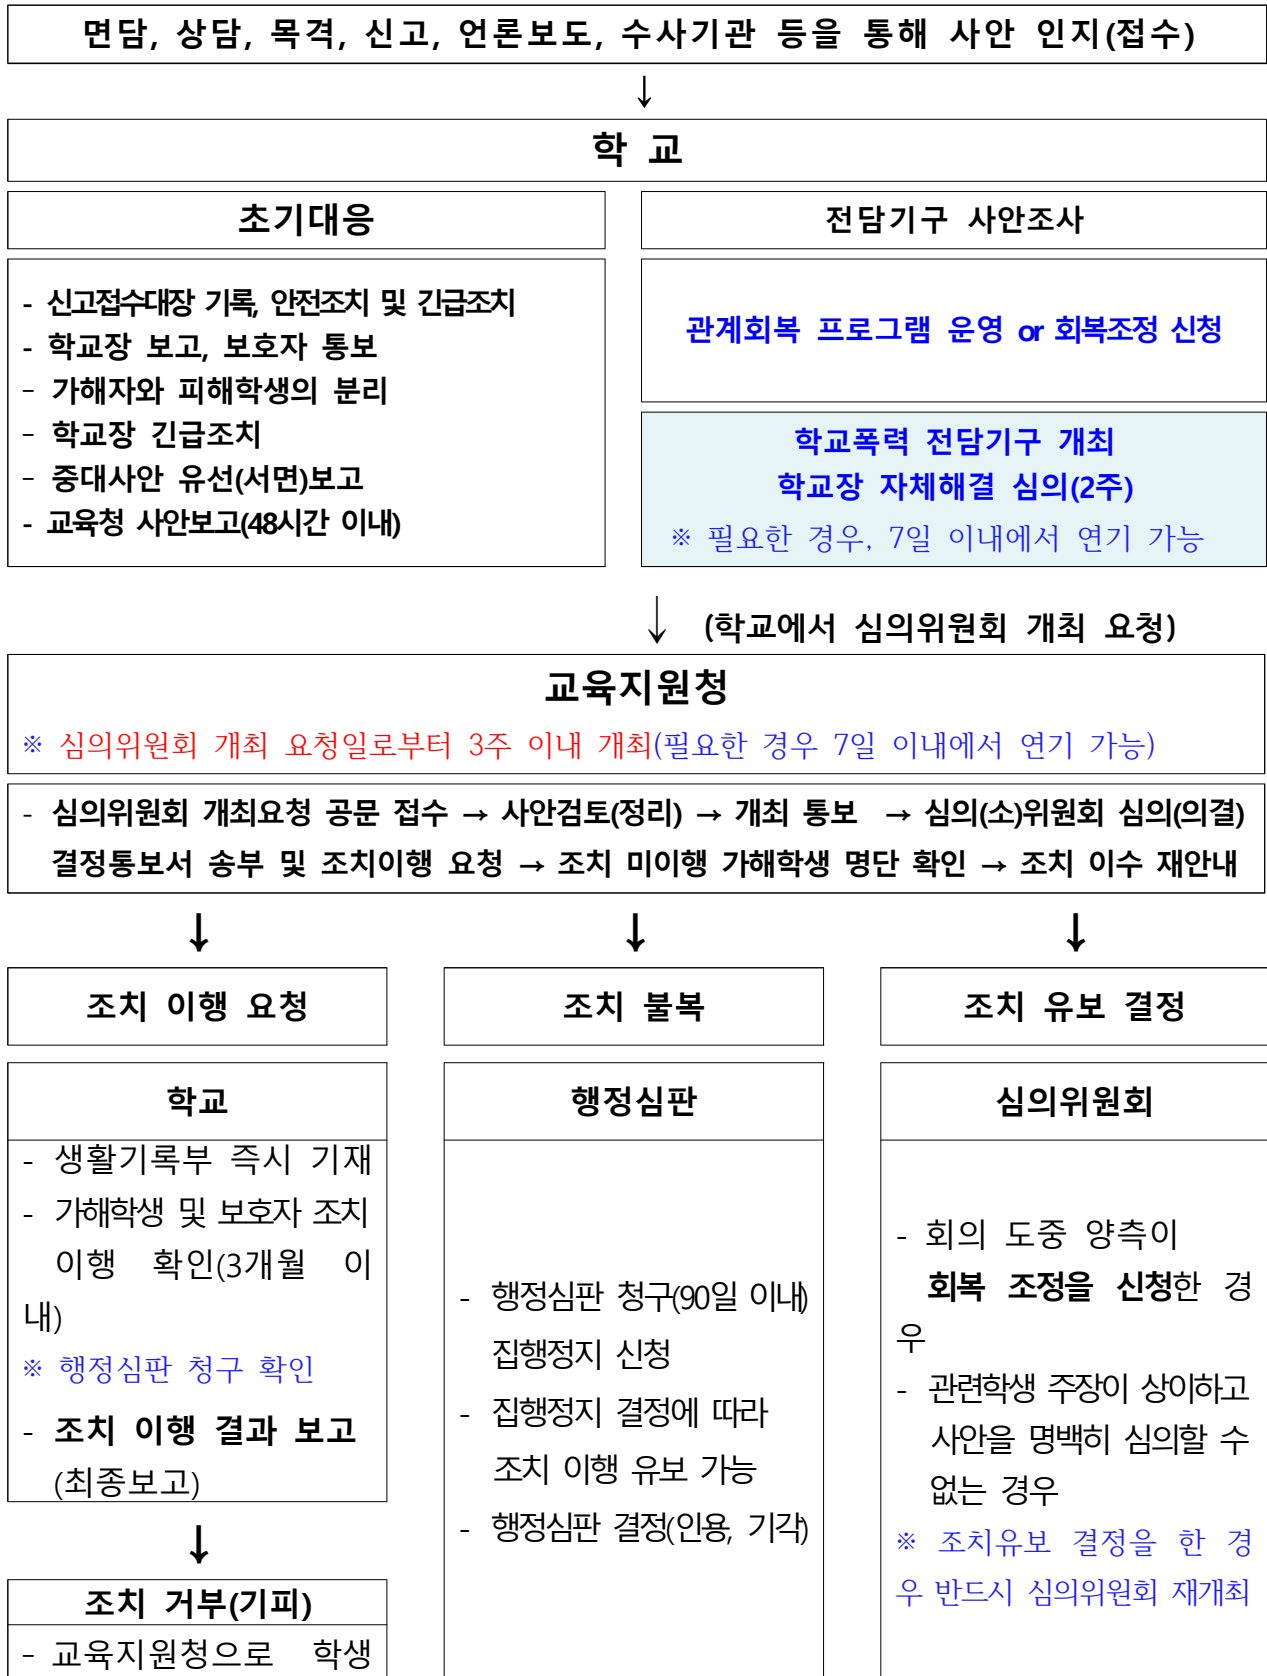 면담, 상담, 목격, 신고, 언론보도, 수사기관 등을 통해 사안 인지(접수)
↓
학 교
초기대응
- 신고접수대장 기록, 안전조치 및 긴급조치
- 학교장 보고, 보호자 통보
- 가해자와 피해학생의 분리
- 학교장 긴급조치
- 중대사안 유선(서면)보고
- 교육청 사안보고(48시간 이내)
전담기구 사안조사
관계회복 프로그램 운영 or 회복조정 신청
학교폭력 전담기구 개최
학교장 자체해결 심의(2주)
※ 필요한 경우, 7일 이내에서 연기 가능
↓ (학교에서 심의위원회 개최 요청)
교육지원청
※ 심의위원회 개최 요청일로부터 3주 이내 개최(필요한 경우 7일 이내에서 연기 가능)
- 심의위원회 개최요청 공문 접수 → 사안검토(정리) → 개최 통보 → 심의(소)위원회 심의(의결)
결정통보서 송부 및 조치이행 요청 → 조치 미이행 가해학생 명단 확인 → 조치 이수 재안내
↓ ↓ ↓
조치 이행 요청
학교
- 생활기록부 즉시 기재
- 가해학생 및 보호자 조치
이행 확인(3개월 이
내)
※ 행정심판 청구 확인
- 조치 이행 결과 보고
(최종보고)
↓
조치 거부(기피)
- 교육지원청으로 학생
조치 불복
행정심판
- 행정심판 청구(90일 이내)
집행정지 신청
- 집행정지 결정에 따라
조치 이행 유보 가능
- 행정심판 결정(인용, 기각)
조치 유보 결정
심의위원회
- 회의 도중 양측이
회복 조정을 신청한 경
우
- 관련학생 주장이 상이하고
사안을 명백히 심의할 수
없는 경우
※ 조치유보 결정을 한 경
우 반드시 심의위원회 재개최